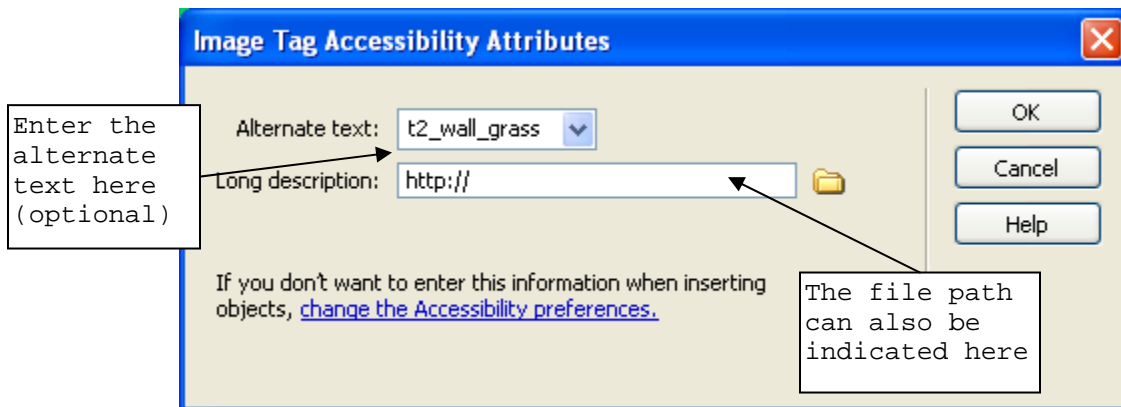 Image Tag Accessibility Attributes
Enter the
alternate
text here
(optional)
Alternate text: t2_wall_grass
Long description: http://
OK
Cancel
Help
If you don't want to enter this information when inserting
objects, change the Accessibility preferences.
The file path
can also be
indicated here